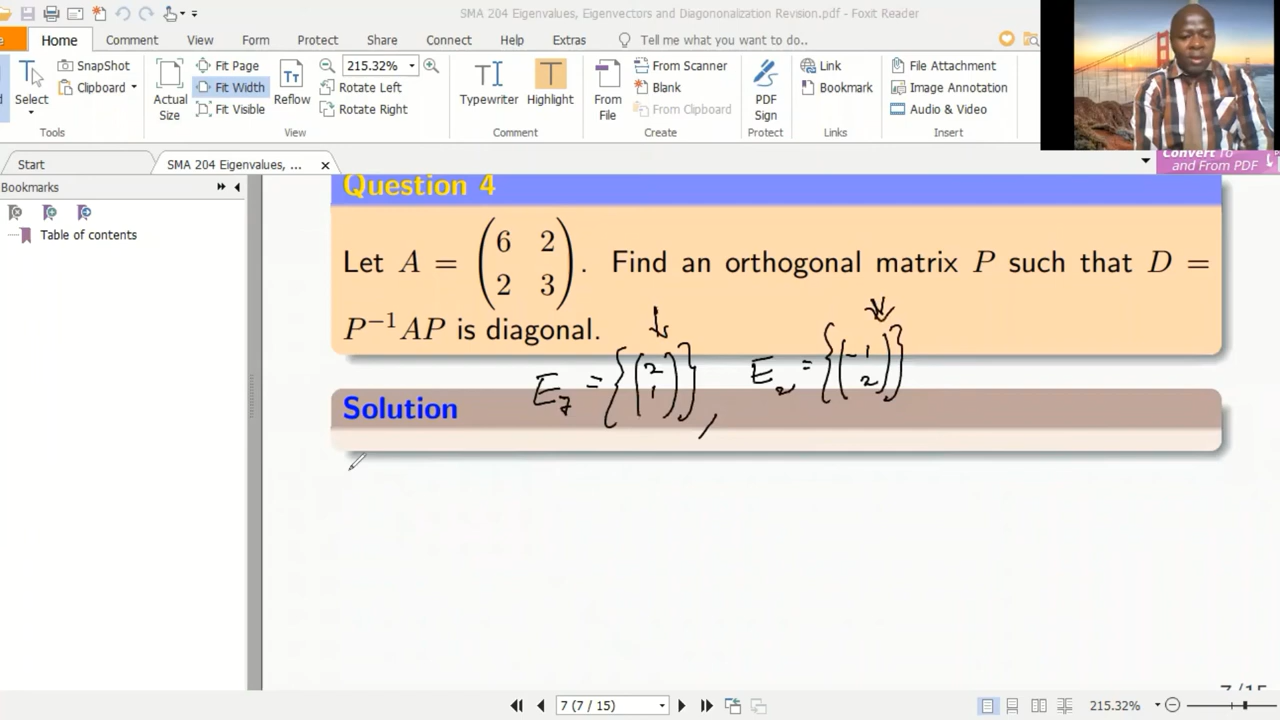 SMA 204 Eigenvalues, Eigenvectors and Diagononalization Revision.pdf - Foxit Reader
Home Comment View Form Protect Share Connect Help Extras Tell me what you want to do..
Select
SnapShot
Clipboard
Tools
Actual Size
Fit Page
Fit Width
Fit Visible
Reflow
215.32%
Rotate Left
Rotate Right
View
Typewriter
Highlight
Comment
From File
From Scanner
Blank
From Clipboard
Create
PDF Sign
Protect
Link
Bookmark
Links
File Attachment
Image Annotation
Audio & Video
Insert
Start
SMA 204 Eigenvalues, ...
Convert To
and From PDF
Bookmarks
Table of contents
Question 4
Let A = (6 2
2 3). Find an orthogonal matrix P such that D =
P⁻¹AP is diagonal.
E₇ = {(2
1)}, E₂ = {(-1
2)}
Solution
7/15
7 (7 / 15)
215.32%